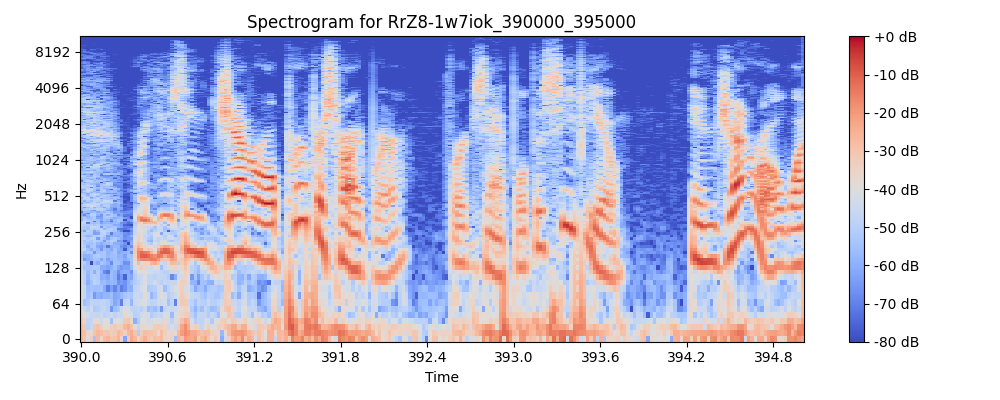 Spectrogram for RrZ8-1w7iok_390000_395000
8192
4096
2048
1024
512
256
128
64
0
Hz
390.0 390.6 391.2 391.8 392.4 393.0 393.6 394.2 394.8
Time
+0 dB
-10 dB
-20 dB
-30 dB
-40 dB
-50 dB
-60 dB
-70 dB
-80 dB